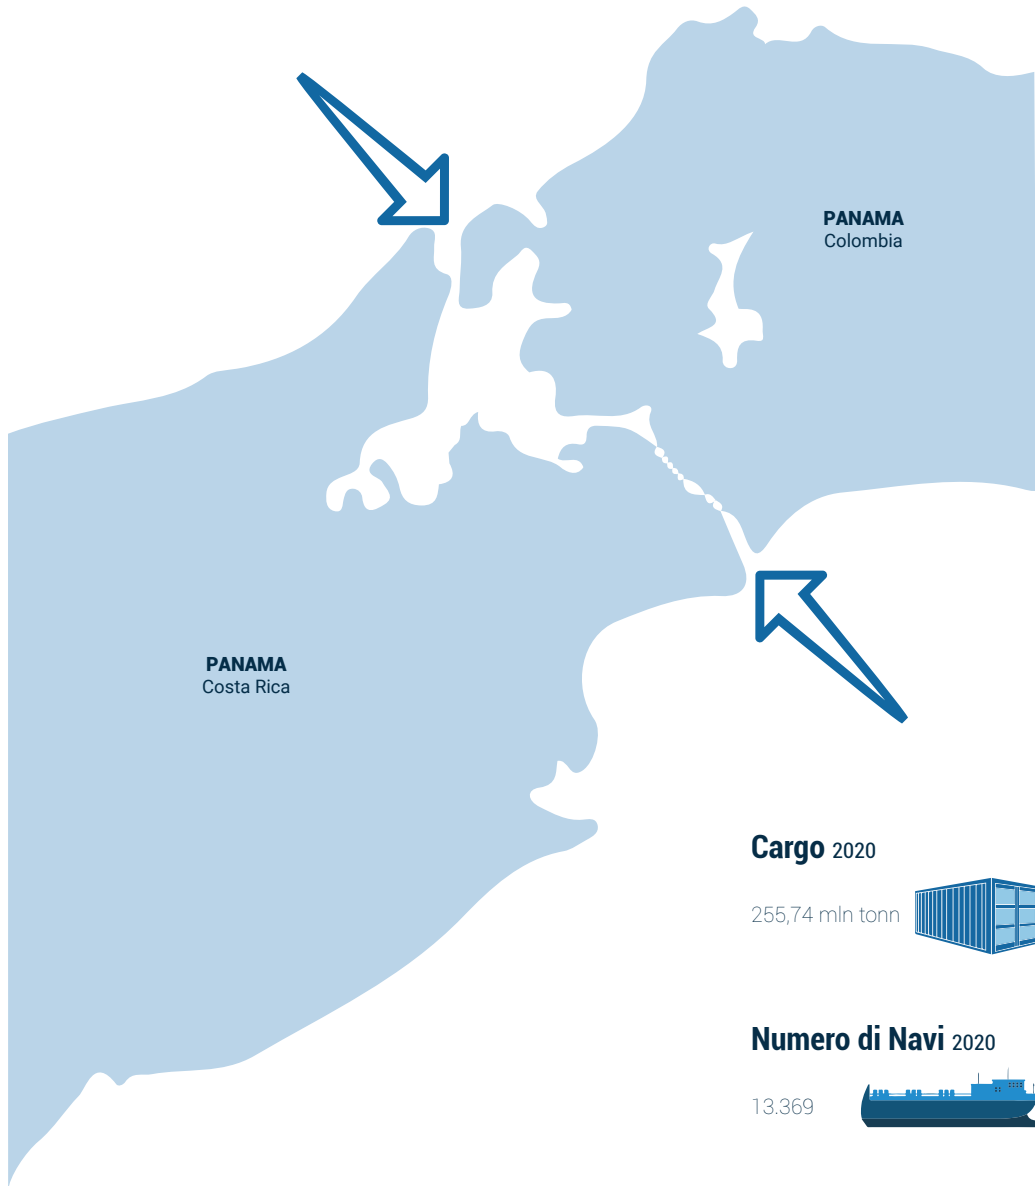 PANAMA
Colombia
PANAMA
Costa Rica
Cargo 2020
255,74 mln tonn
Numero di Navi 2020
13.369